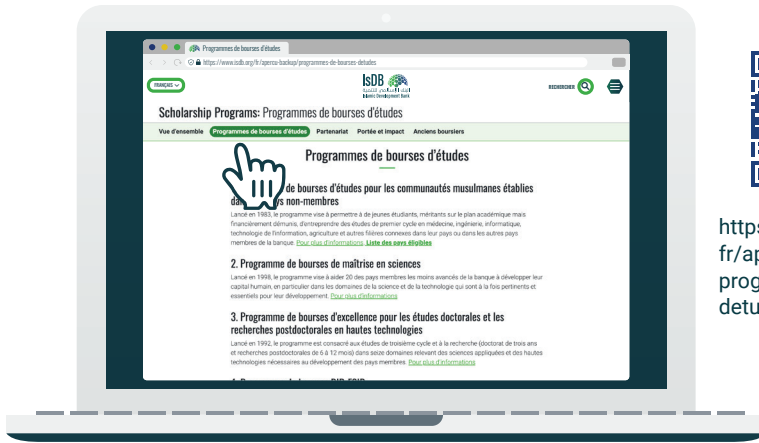 Programmes de bourses d'études
https://www.isdb.org/fr/apercu-backup/programmes-de-bourses-detudes
FRANÇAIS
IsDB
Islamic Development Bank
RECHERCHER
Scholarship Programs: Programmes de bourses d'études
Vue d'ensemble Programmes de bourses d'études Partenariat Portée et impact Anciens boursiers
Programmes de bourses d'études
de bourses d'études pour les communautés musulmanes établies
non-membres
Lancé en 1983, le programme vise à permettre à de jeunes étudiants, méritants sur le plan académique mais
financièrement démunis, d'entreprendre des études de premier cycle en médecine, ingénierie, informatique,
technologie de l'information, agriculture et autres filières connexes dans leur pays ou dans les autres pays
membres de la banque. Pour plus d'informations. Liste des pays éligibles
2. Programme de bourses de maîtrise en sciences
Lancé en 1998, le programme vise à aider 20 des pays membres les moins avancés de la banque à développer leur
capital humain, en particulier dans les domaines de la science et de la technologie qui sont à la fois pertinents et
essentiels pour leur développement. Pour plus d'informations
3. Programme de bourses d'excellence pour les études doctorales et les
recherches postdoctorales en hautes technologies
Lancé en 1992, le programme est consacré aux études de troisième cycle et à la recherche (doctorat de trois ans
et recherches postdoctorales de 6 à 12 mois) dans seize domaines relevant des sciences appliquées et des hautes
technologies nécessaires au développement des pays membres. Pour plus d'informations
https
fr/ap
prog
detu